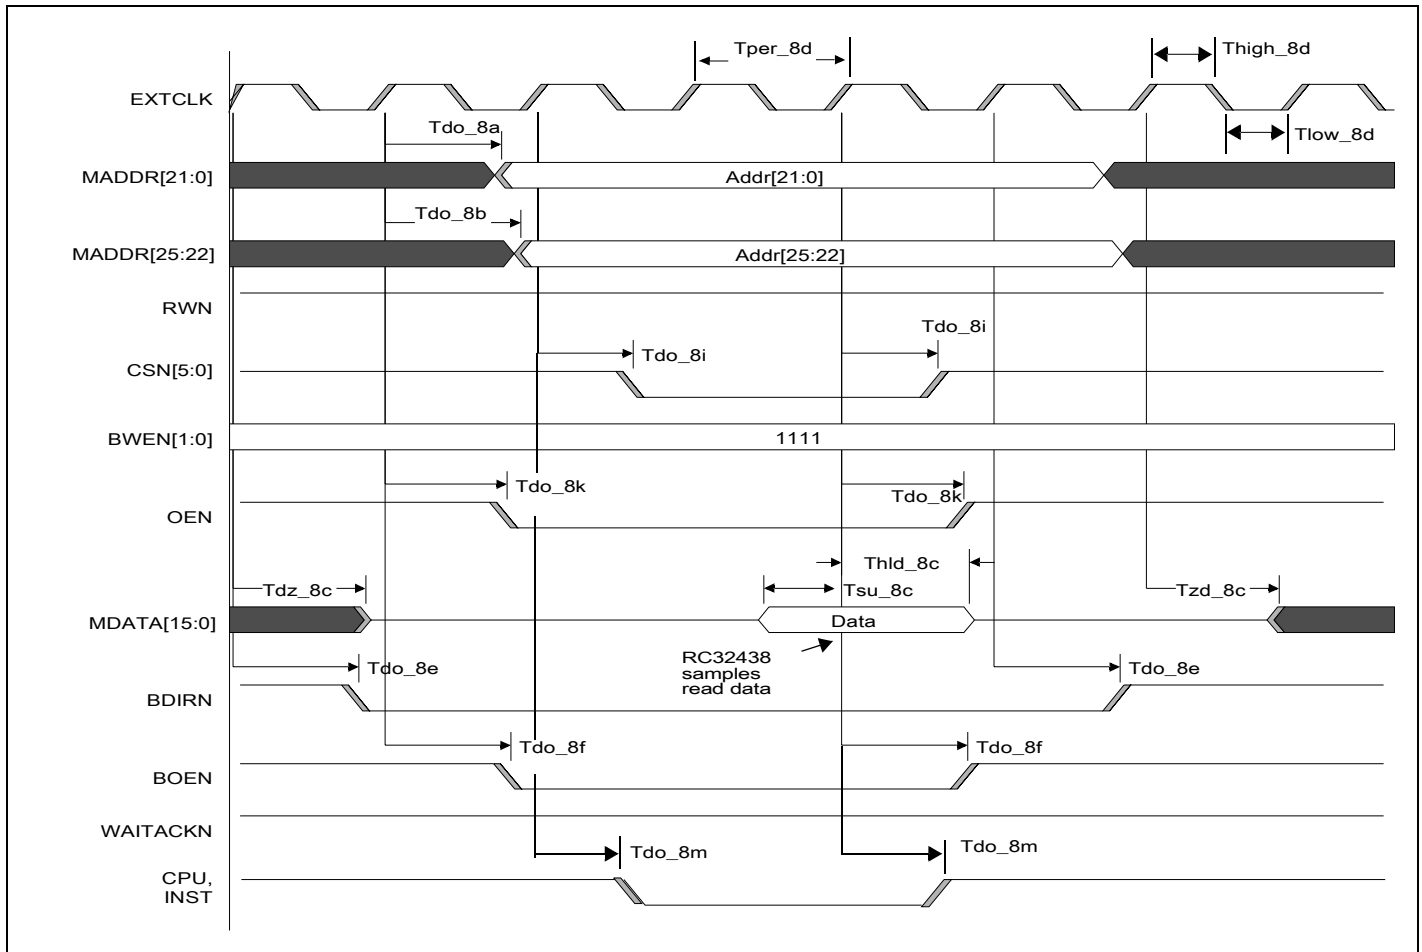 Tper_8d
Thigh_8d
EXTCLK
Tdo_8a
Tlow_8d
MADDR[21:0]
Addr[21:0]
Tdo_8b
MADDR[25:22]
Addr[25:22]
RWN
Tdo_8i
Tdo_8i
CSN[5:0]
BWEN[1:0]
1111
Tdo_8k
Tdo_8k
OEN
Thld_8c
Tdz_8c
Tsu_8c
Tzd_8c
MDATA[15:0]
Data
RC32438
samples
read data
Tdo_8e
Tdo_8e
BDIRN
Tdo_8f
Tdo_8f
BOEN
WAITACKN
Tdo_8m
Tdo_8m
CPU,
INST